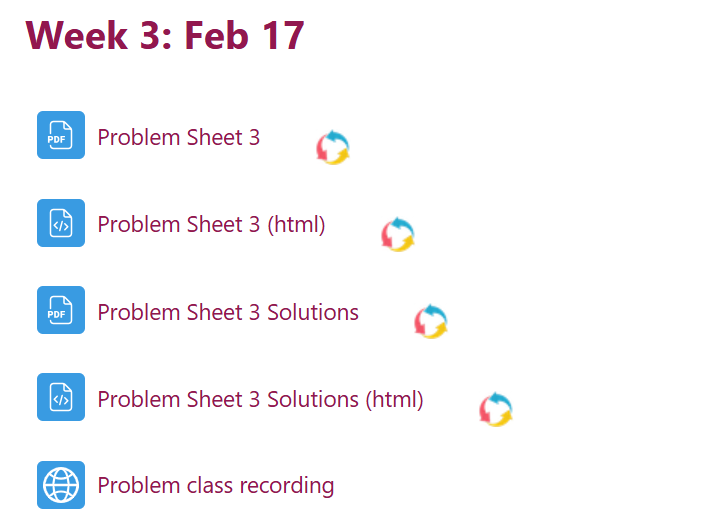 Week 3: Feb 17
PDF Problem Sheet 3
</> Problem Sheet 3 (html)
PDF Problem Sheet 3 Solutions
</> Problem Sheet 3 Solutions (html)
Problem class recording